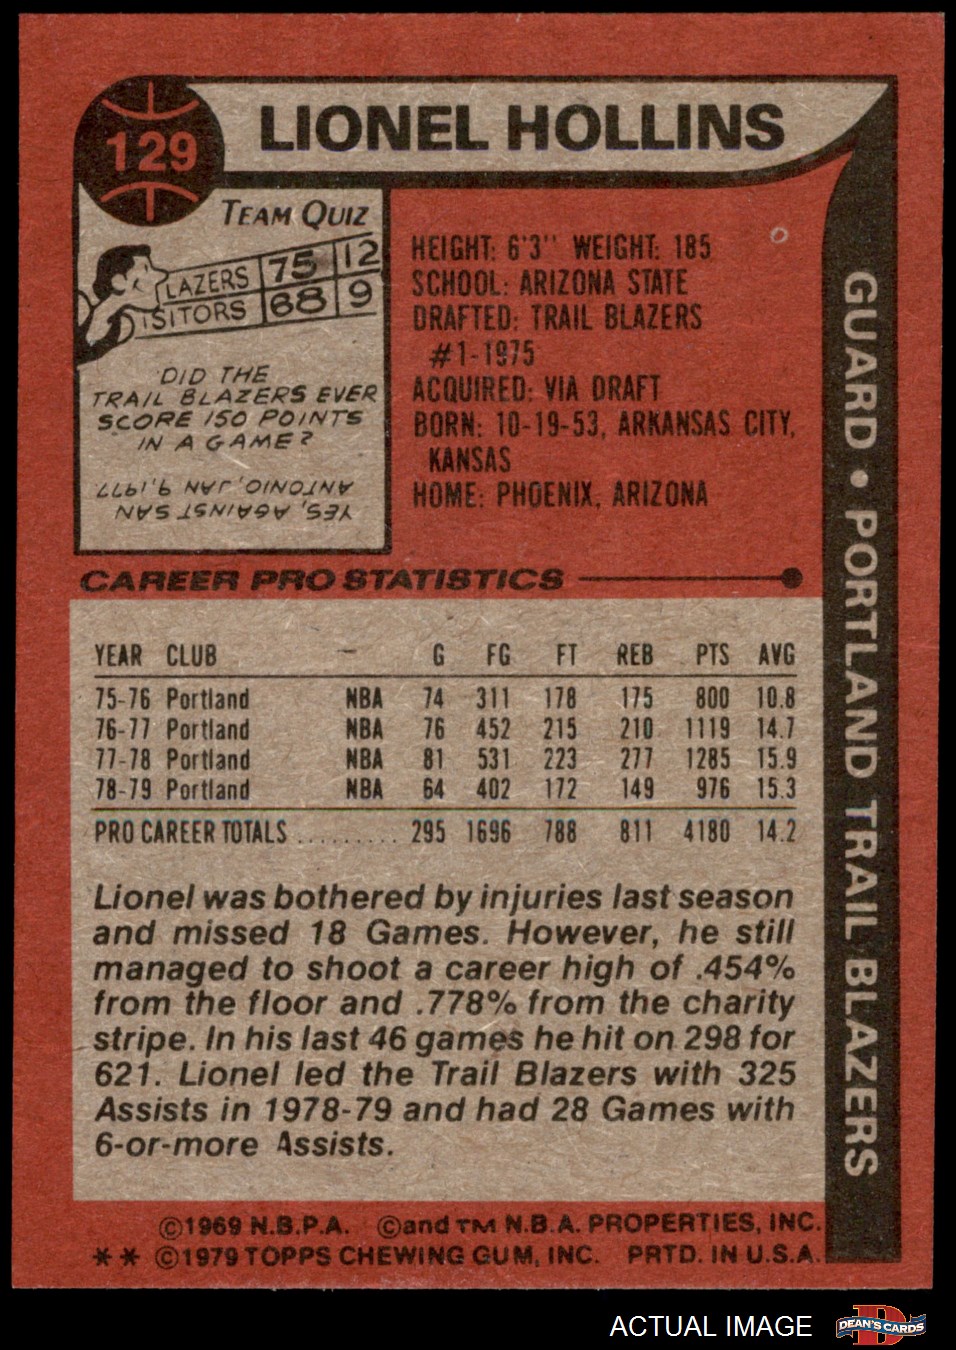 129
LIONEL HOLLINS
TEAM QUIZ
LAZERS 75 12
ISITORS 68 9
DID THE
TRAIL BLAZERS EVER
SCORE 150 POINTS
IN A GAME?
YES, AGAINST SAN
ANTONIO, JAN 9, 1977
HEIGHT: 6'3" WEIGHT: 185
SCHOOL: ARIZONA STATE
DRAFTED: TRAIL BLAZERS
#1-1975
ACQUIRED: VIA DRAFT
BORN: 10-19-53, ARKANSAS CITY,
KANSAS
HOME: PHOENIX, ARIZONA
GUARD • PORTLAND TRAIL BLAZERS
CAREER PRO STATISTICS
YEAR CLUB – G FG FT REB PTS AVG
75-76 Portland NBA 74 311 178 175 800 10.8
76-77 Portland NBA 76 452 215 210 1119 14.7
77-78 Portland NBA 81 531 223 277 1285 15.9
78-79 Portland NBA 64 402 172 149 976 15.3
PRO CAREER TOTALS ......... 295 1696 788 811 4180 14.2
Lionel was bothered by injuries last season
and missed 18 Games. However, he still
managed to shoot a career high of .454%
from the floor and .778% from the charity
stripe. In his last 46 games he hit on 298 for
621. Lionel led the Trail Blazers with 325
Assists in 1978-79 and had 28 Games with
6-or-more Assists.
©1969 N.B.P.A. ©and TM N.B.A. PROPERTIES, INC.
** ©1979 TOPPS CHEWING GUM, INC. PRTD. IN U.S.A.
ACTUAL IMAGE
D
DEAN'S CARDS